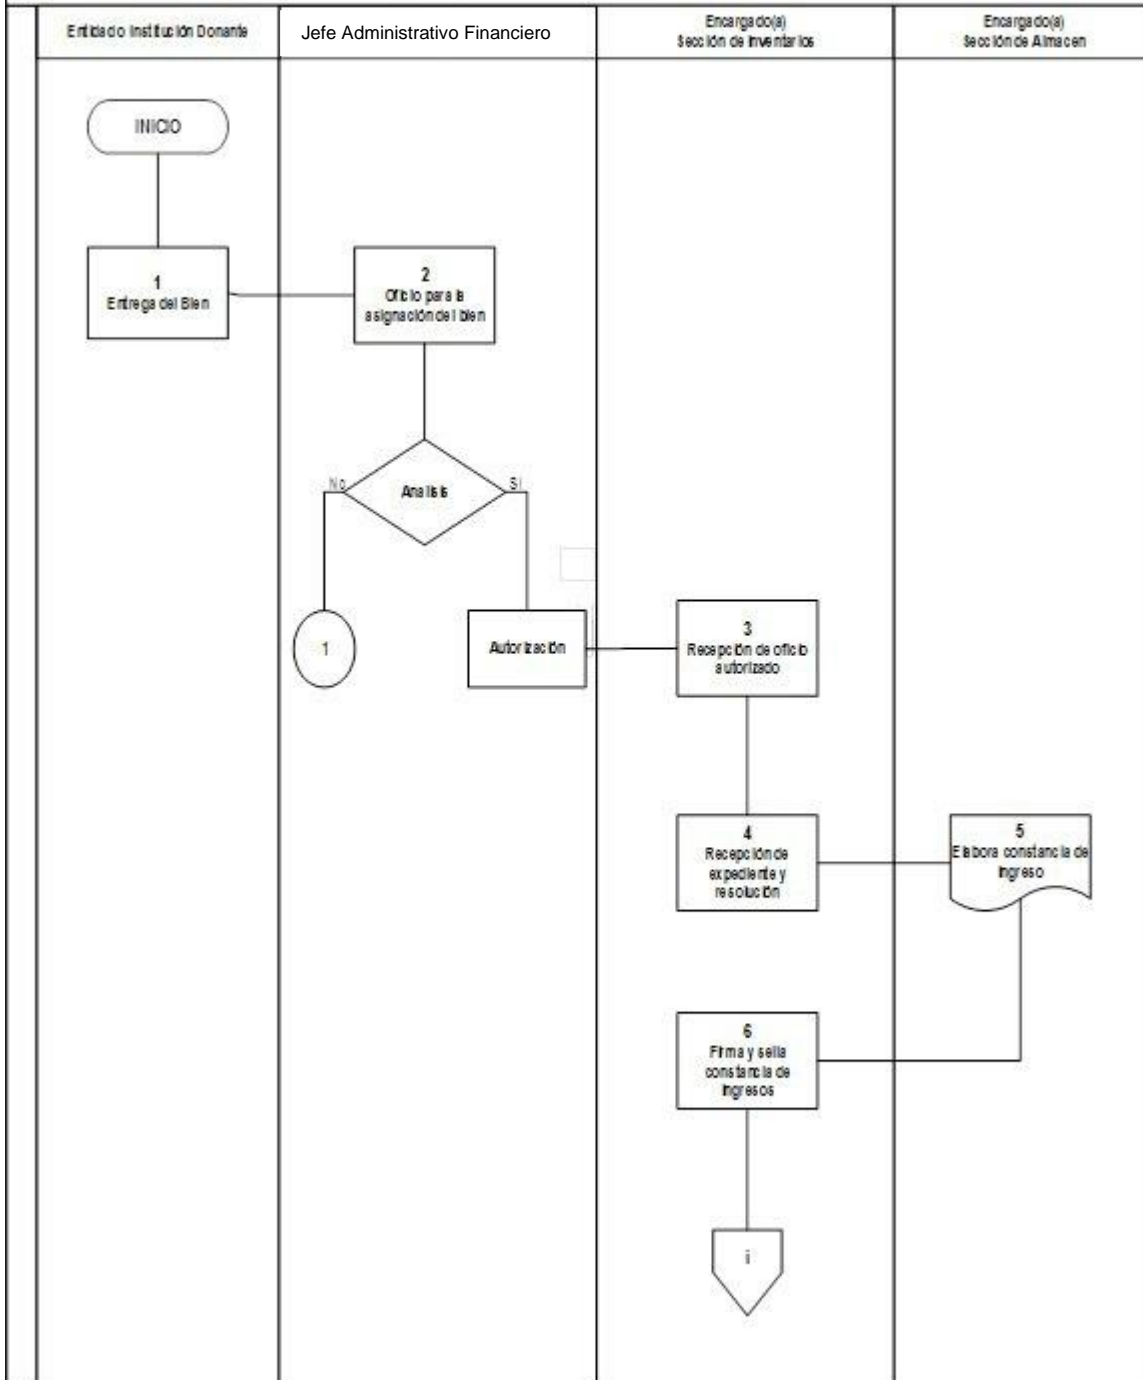 Entidad o Institución Donante
Jefe Administrativo Financiero
Encargado(a)
Sección de Inventarios
Encargado(a)
Sección de Almacen
INICIO
1
Entrega del Bien
2
Oficio para la
asignación del bien
Analisis
No
Si
1
Autorización
3
Recepción de oficio
autorizado
4
Recepción de
expediente y
resolución
5
Elabora constancia de
ingreso
6
Firma y sella
constancia de
ingresos
i